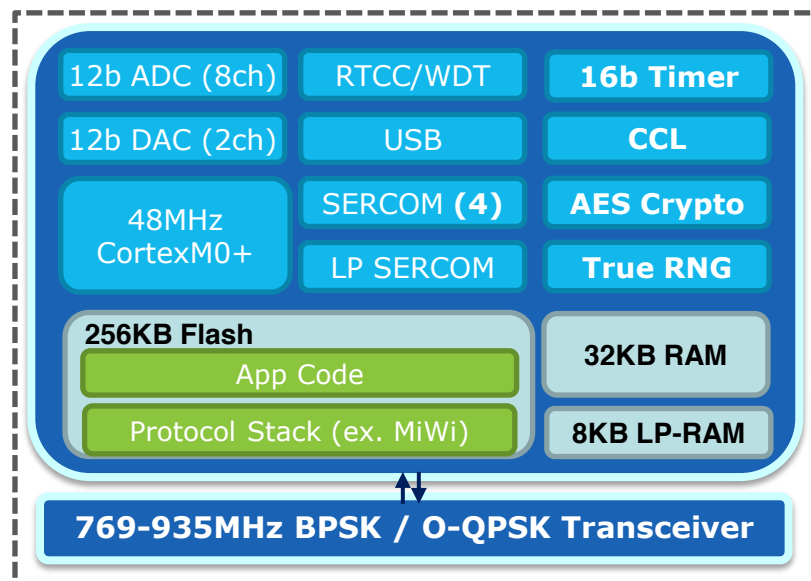 12b ADC (8ch)
RTCC/WDT
16b Timer
12b DAC (2ch)
USB
CCL
48MHz
CortexM0+
SERCOM (4)
AES Crypto
LP SERCOM
True RNG
256KB Flash
App Code
Protocol Stack (ex. MiWi)
32KB RAM
8KB LP-RAM
769-935MHz BPSK / O-QPSK Transceiver